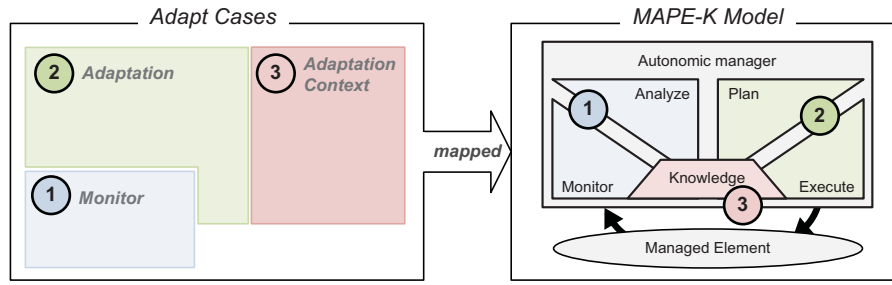 Adapt Cases
2
Adaptation
3
Adaptation
Context
1
Monitor
mapped
MAPE-K Model
Autonomic manager
Analyze
Plan
1
2
Monitor
Knowledge
Execute
3
Managed Element